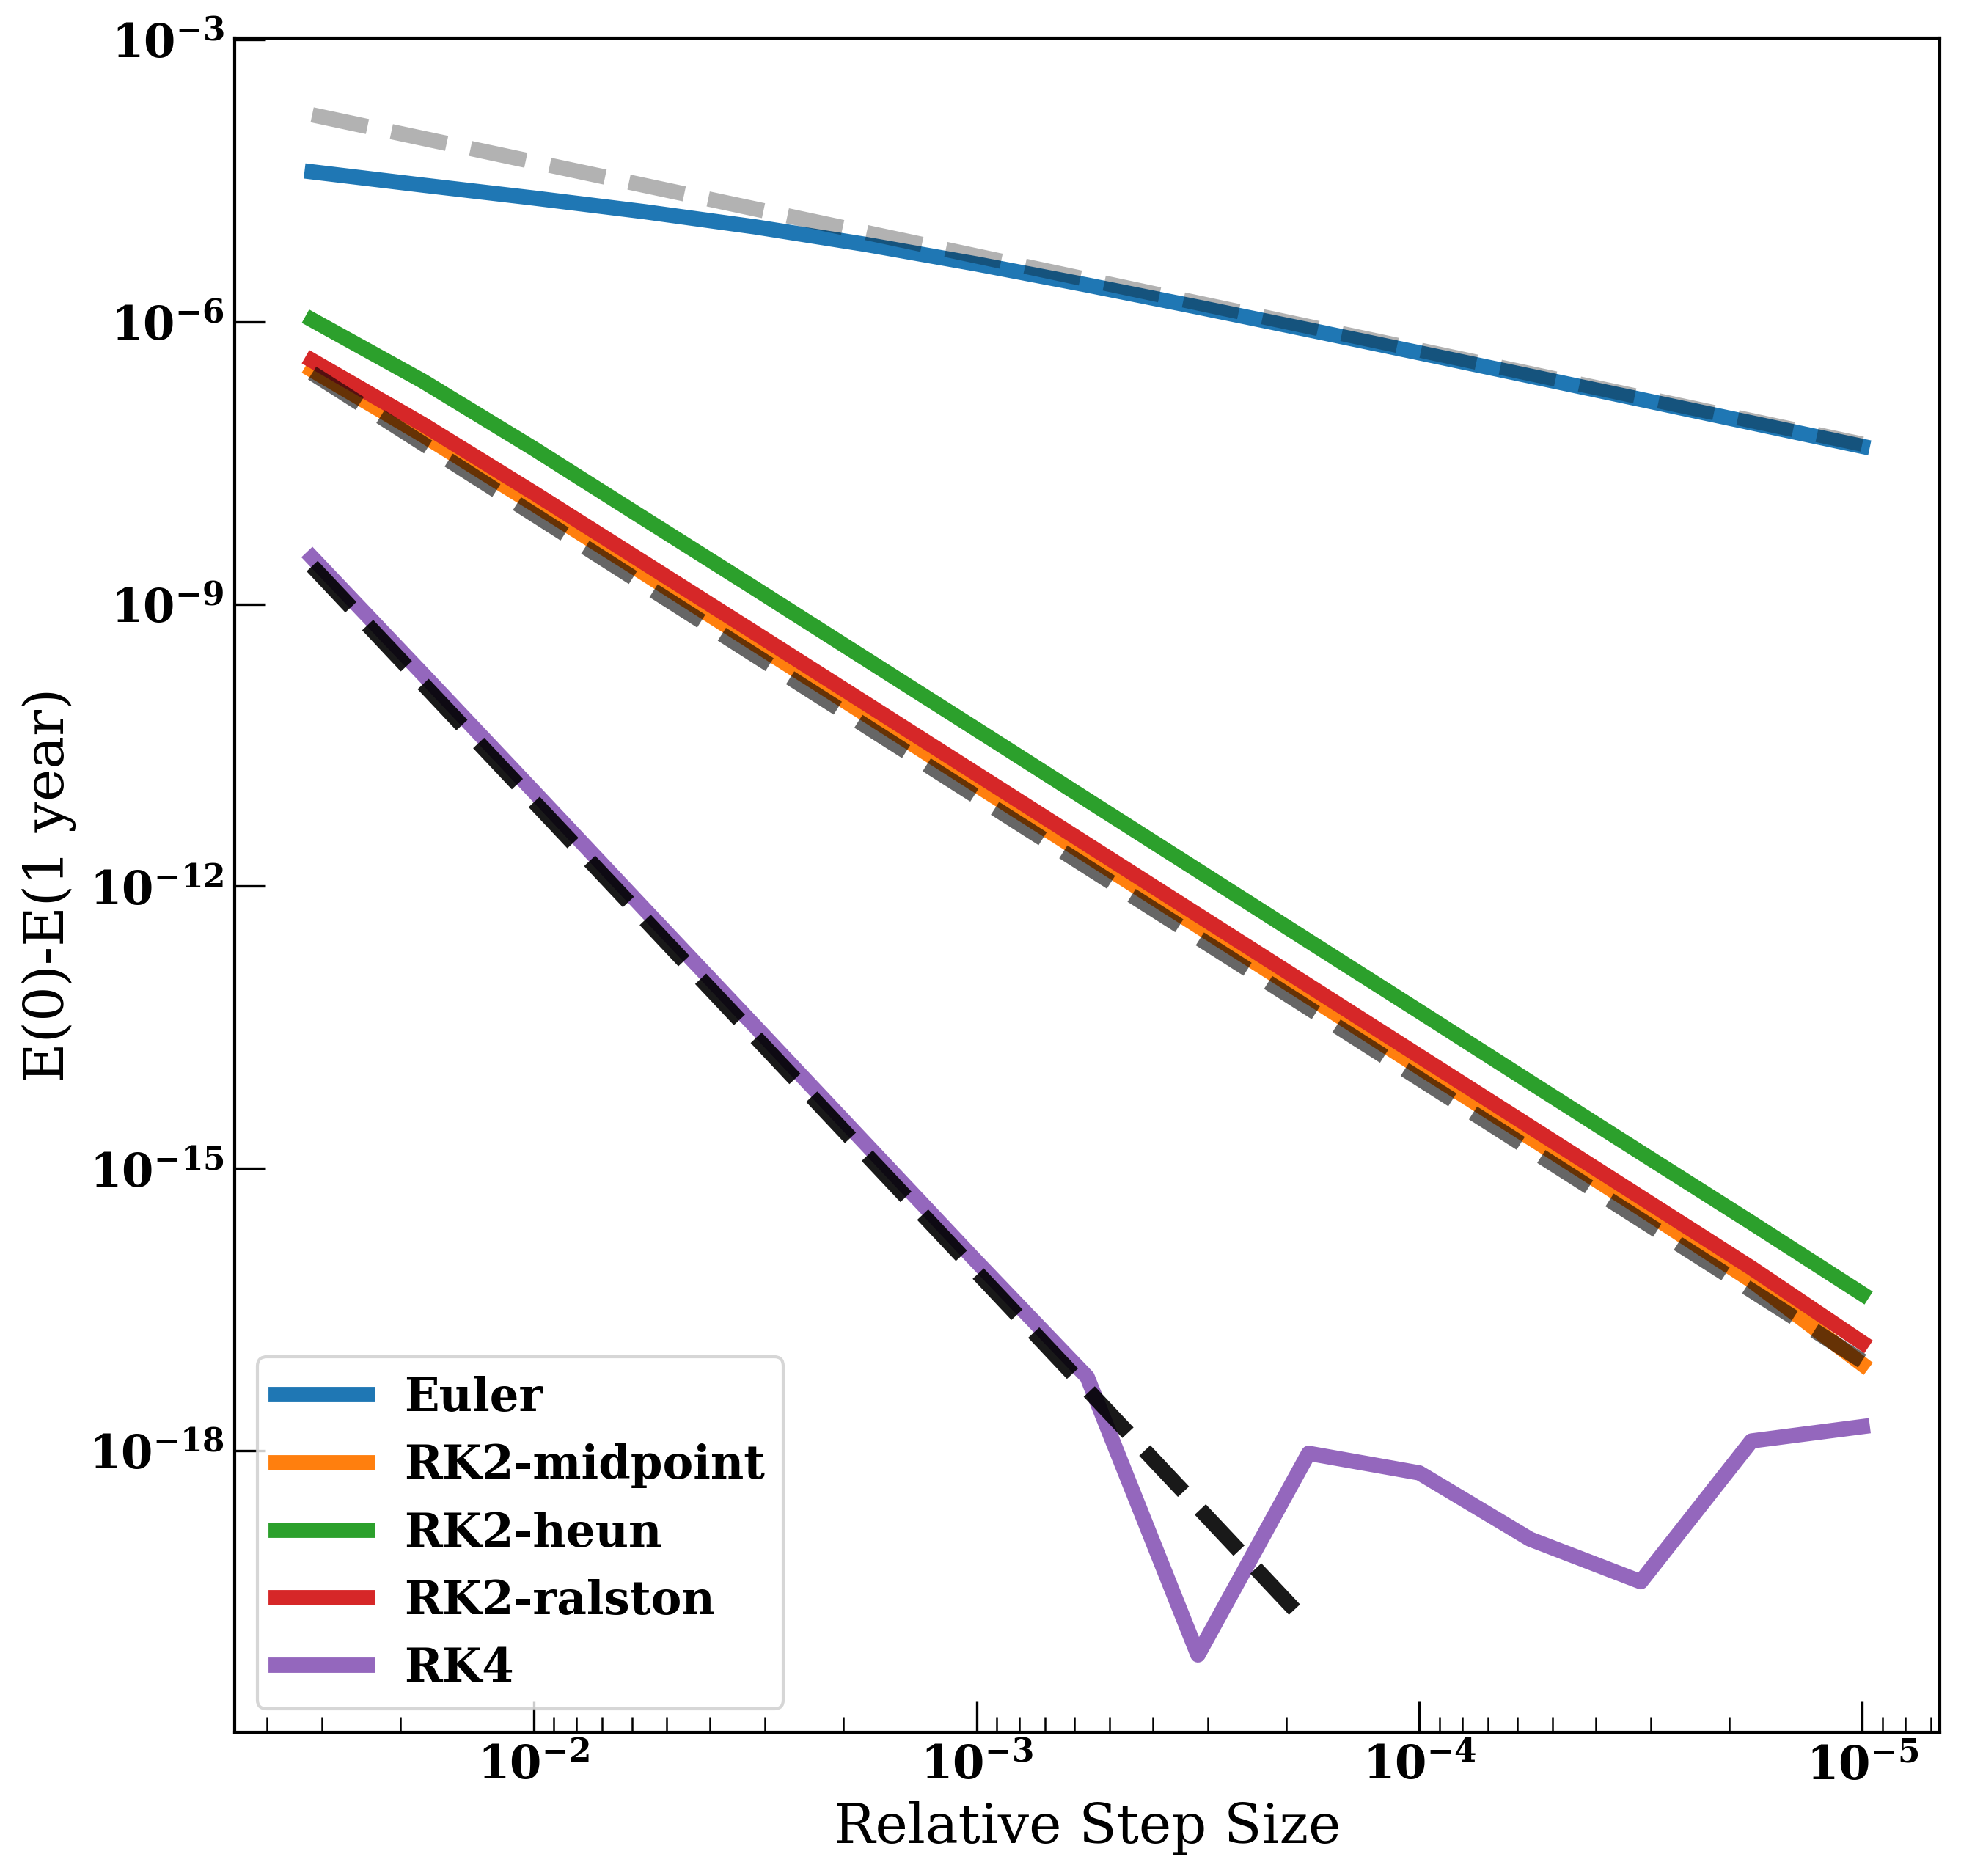 10⁻³
10⁻⁶
10⁻⁹
10⁻¹²
10⁻¹⁵
10⁻¹⁸
E(0)-E(1 year)
Euler
RK2-midpoint
RK2-heun
RK2-ralston
RK4
10⁻² 10⁻³ 10⁻⁴ 10⁻⁵
Relative Step Size